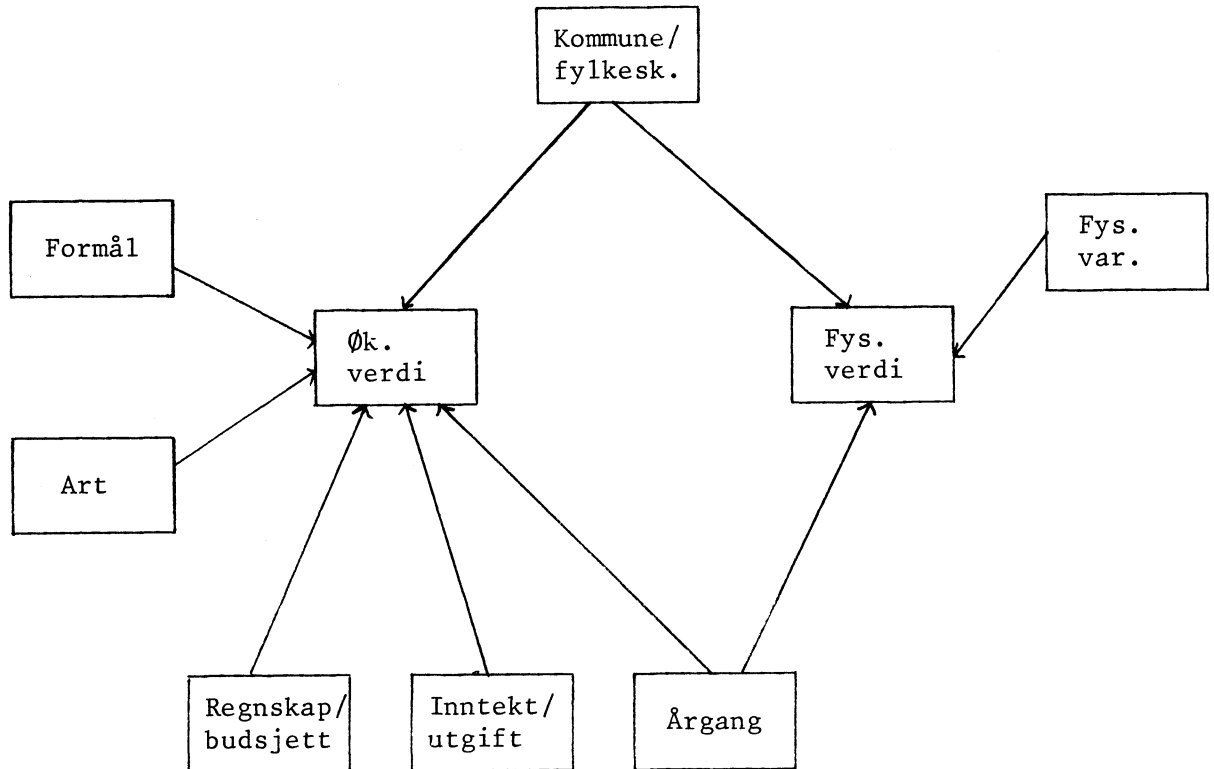 Kommune/
fylkesk.
Formål
Fys.
var.
Øk.
verdi
Fys.
verdi
Art
Regnskap/
budsjett
Inntekt/
utgift
Årgang